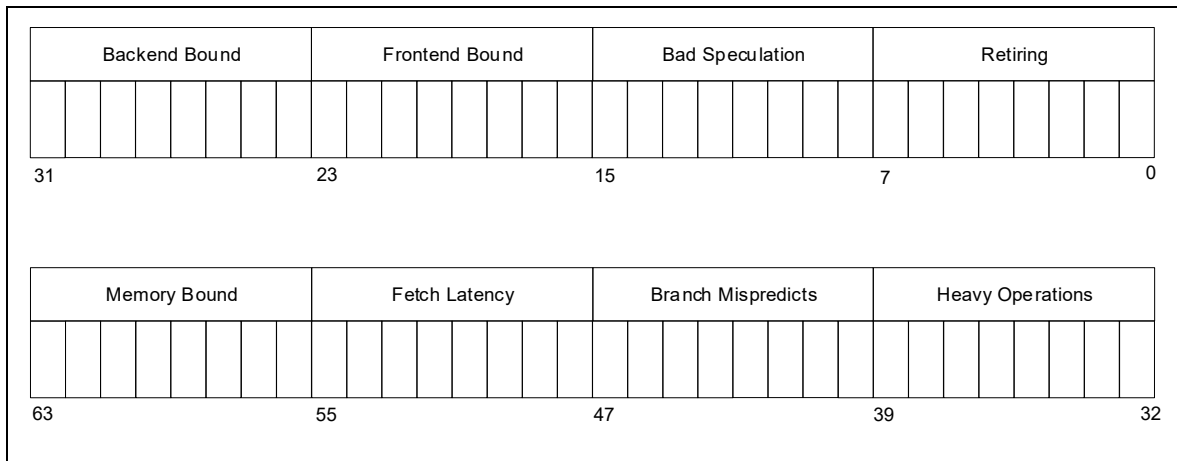 Backend Bound Frontend Bound Bad Speculation Retiring
31 23 15 7 0
Memory Bound Fetch Latency Branch Mispredicts Heavy Operations
63 55 47 39 32